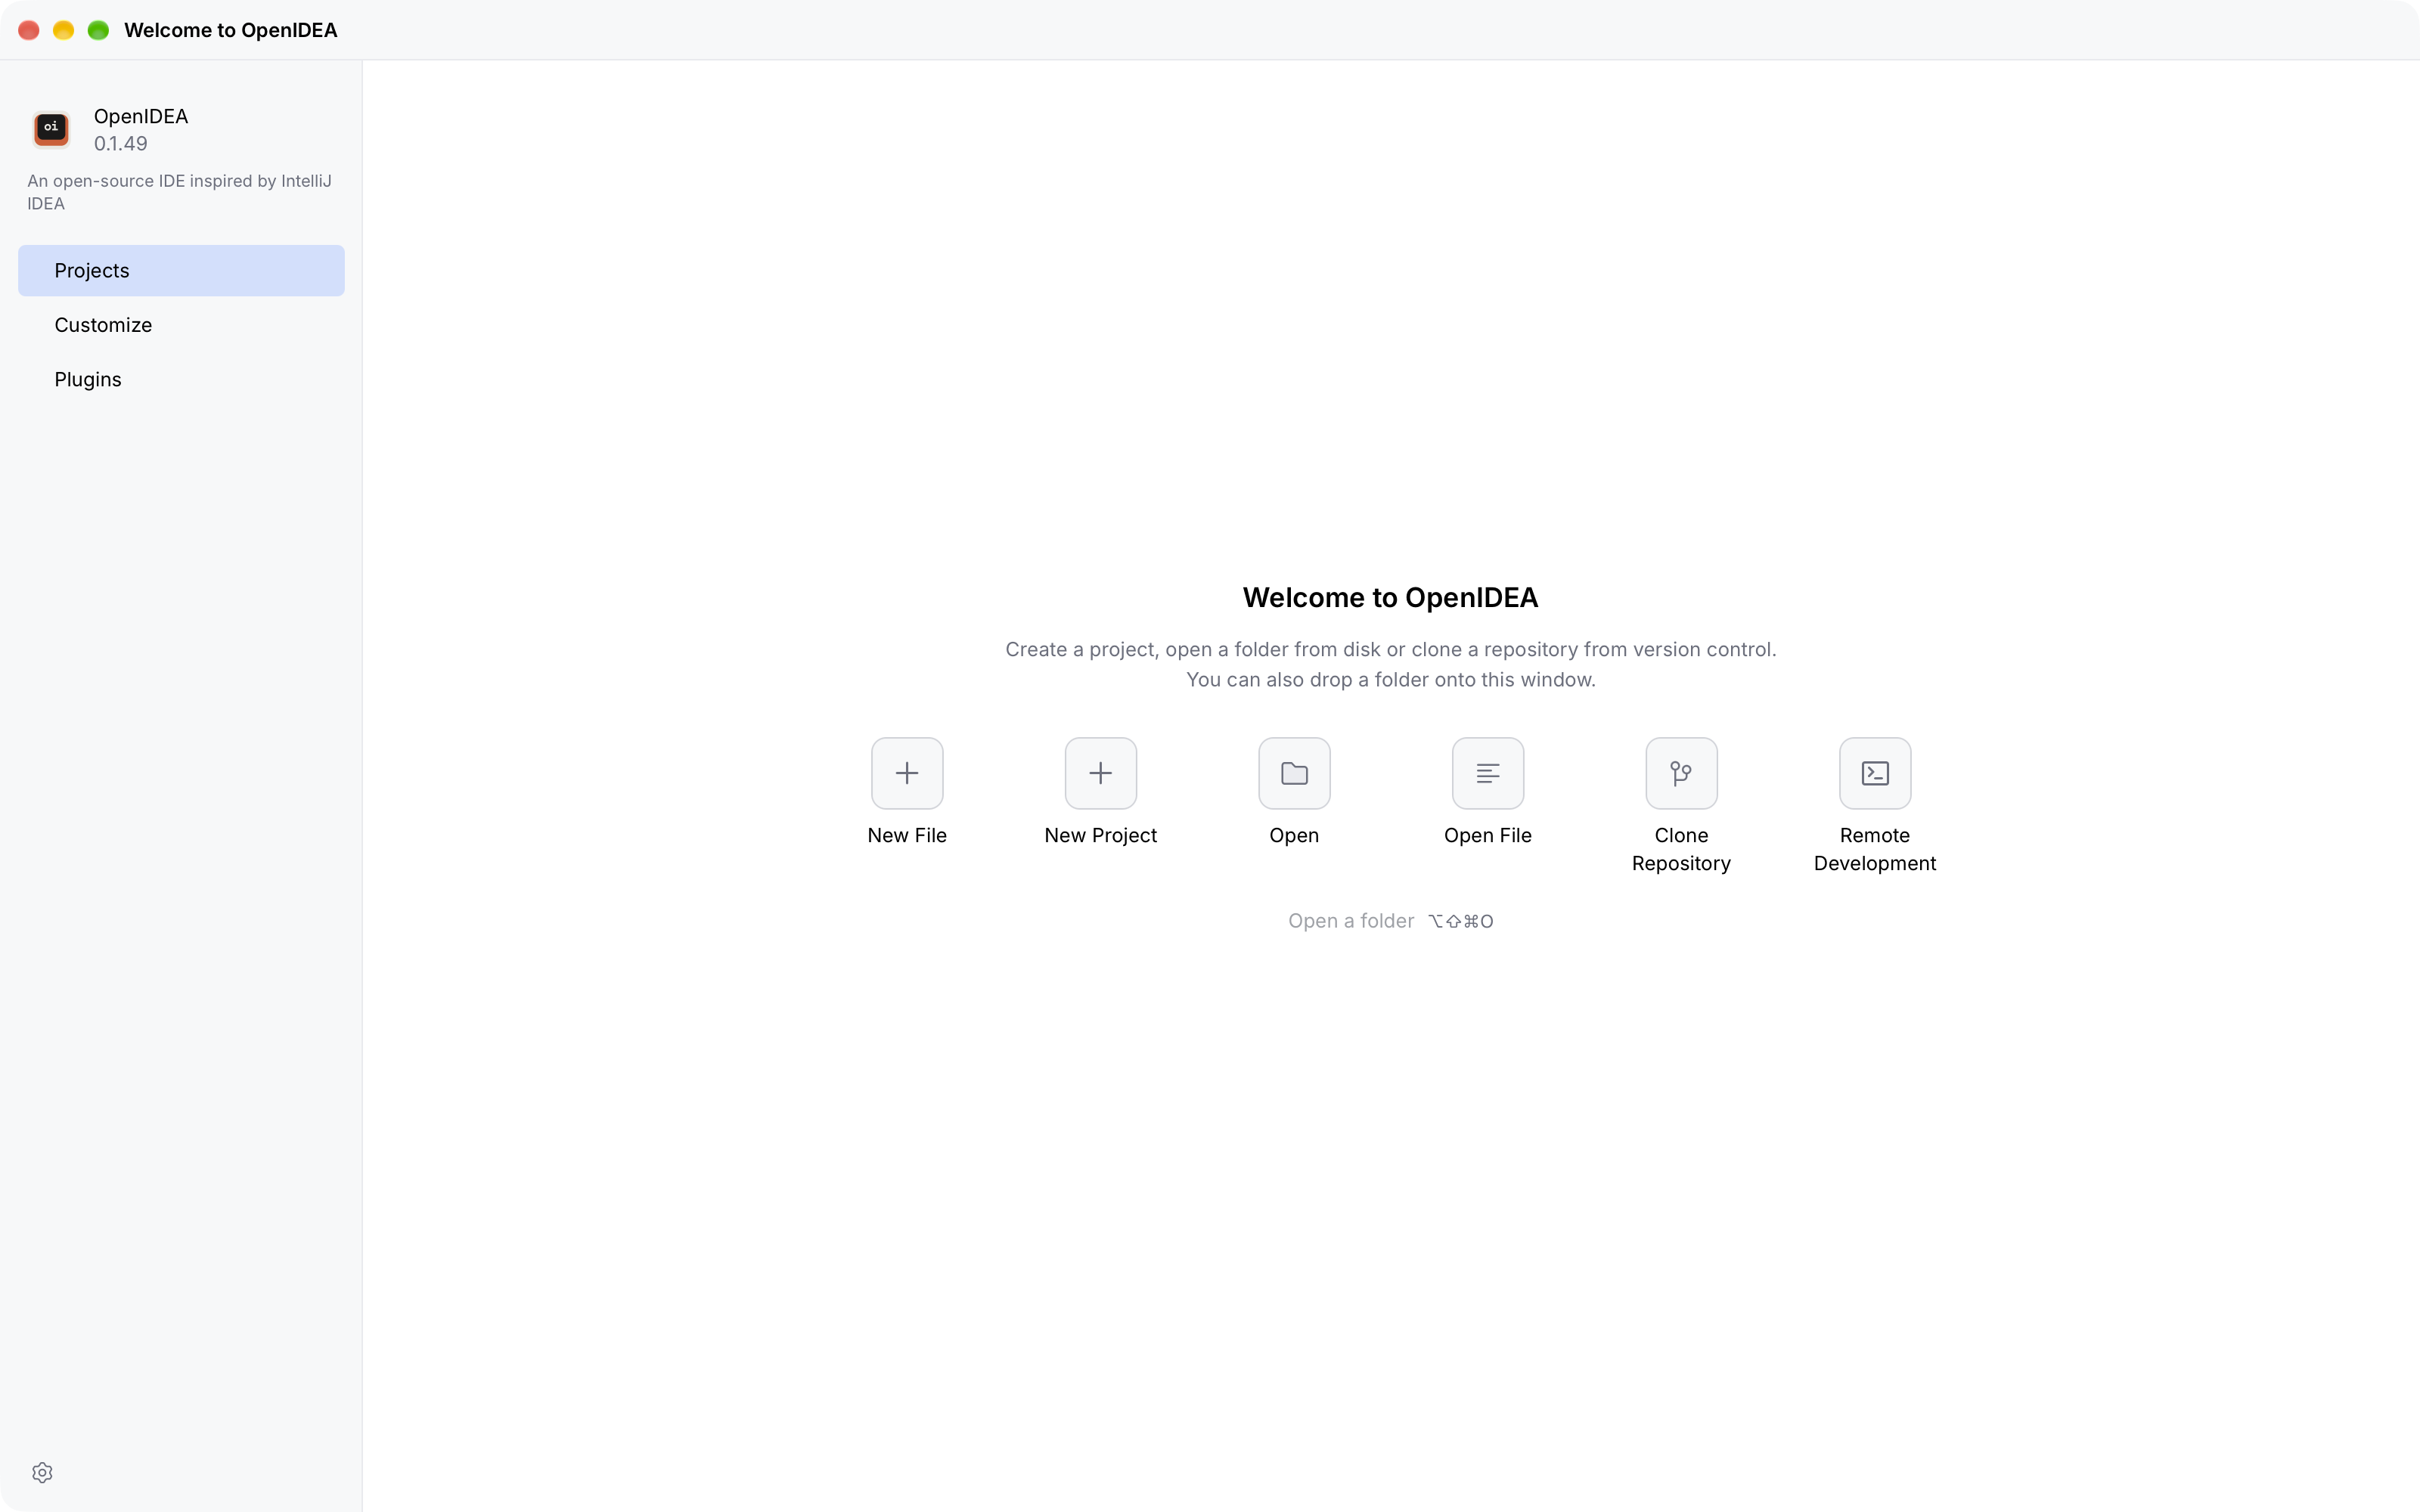 Welcome to OpenIDEA
oi
OpenIDEA
0.1.49
An open-source IDE inspired by IntelliJ
IDEA
Projects
Customize
Plugins
Welcome to OpenIDEA
Create a project, open a folder from disk or clone a repository from version control.
You can also drop a folder onto this window.
New File
New Project
Open
Open File
Clone
Repository
Remote
Development
Open a folder ⌥⇧⌘O